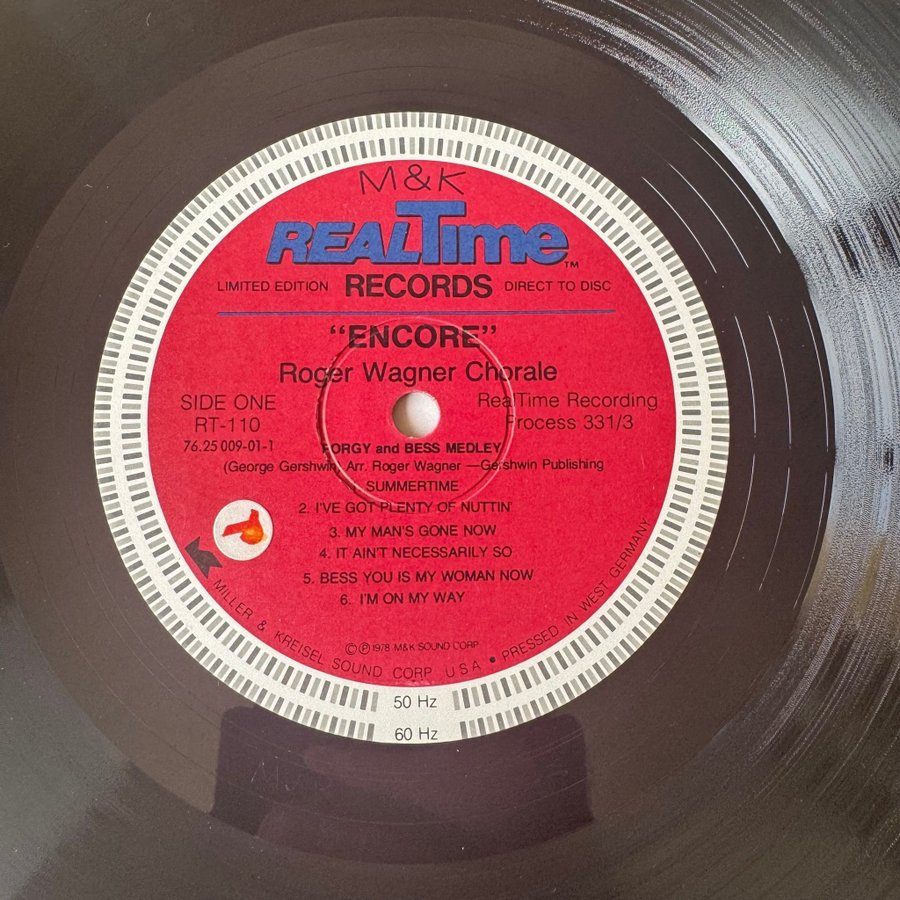 M&K
REALTime™
LIMITED EDITION RECORDS DIRECT TO DISC
"ENCORE"
Roger Wagner Chorale
SIDE ONE
RT-110
76.25 009-01-1
RealTime Recording
Process 331/3
PORGY and BESS MEDLEY
(George Gershwin, Arr. Roger Wagner —Gershwin Publishing
SUMMERTIME
2. I'VE GOT PLENTY OF NUTTIN'
3. MY MAN'S GONE NOW
4. IT AIN'T NECESSARILY SO
5. BESS YOU IS MY WOMAN NOW
6. I'M ON MY WAY
©℗1978 M&K SOUND CORP
MILLER & KREISEL SOUND CORP U.S.A • PRESSED IN WEST GERMANY
50 Hz
60 Hz